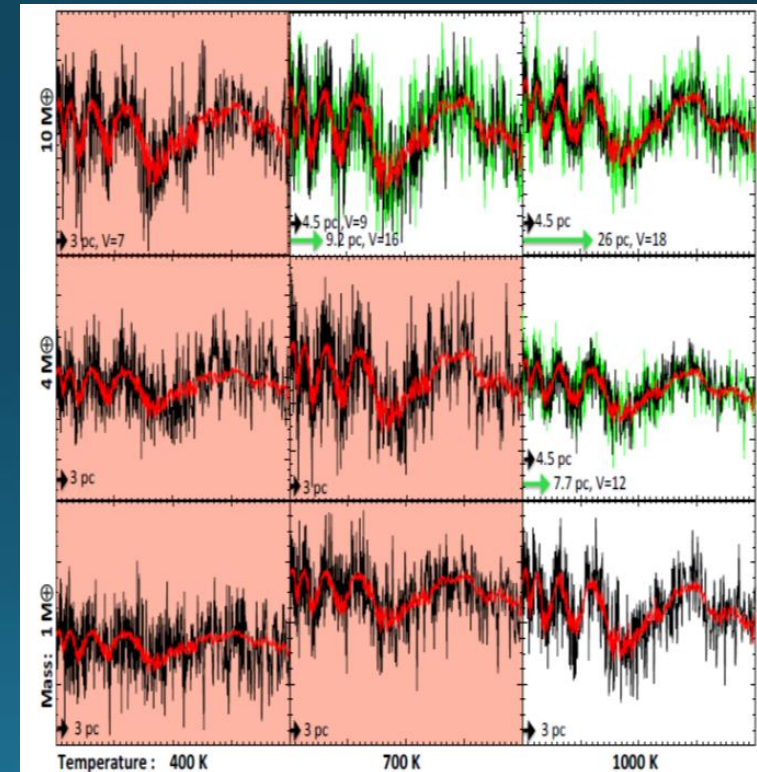 10 M⊕
3 pc, V=7
4.5 pc, V=9
9.2 pc, V=16
4.5 pc
26 pc, V=18
4 M⊕
3 pc
3 pc
4.5 pc
7.7 pc, V=12
Mass: 1 M⊕
3 pc
3 pc
3 pc
Temperature : 400 K 700 K 1000 K